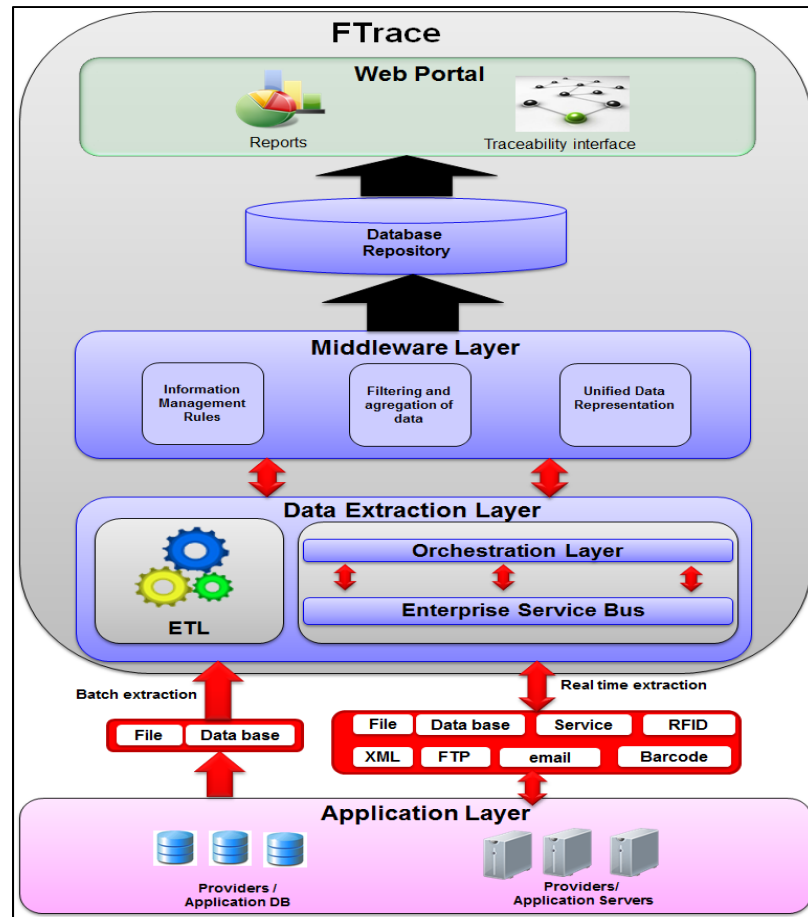 FTrace
Web Portal
Reports
Traceability interface
Database
Repository
Middleware Layer
Information
Management
Rules
Filtering and
agregation of
data
Unified Data
Representation
Data Extraction Layer
ETL
Orchestration Layer
Enterprise Service Bus
Batch extraction
Real time extraction
File
Data base
File
Data base
Service
RFID
XML
FTP
email
Barcode
Application Layer
Providers /
Application DB
Providers/
Application Servers